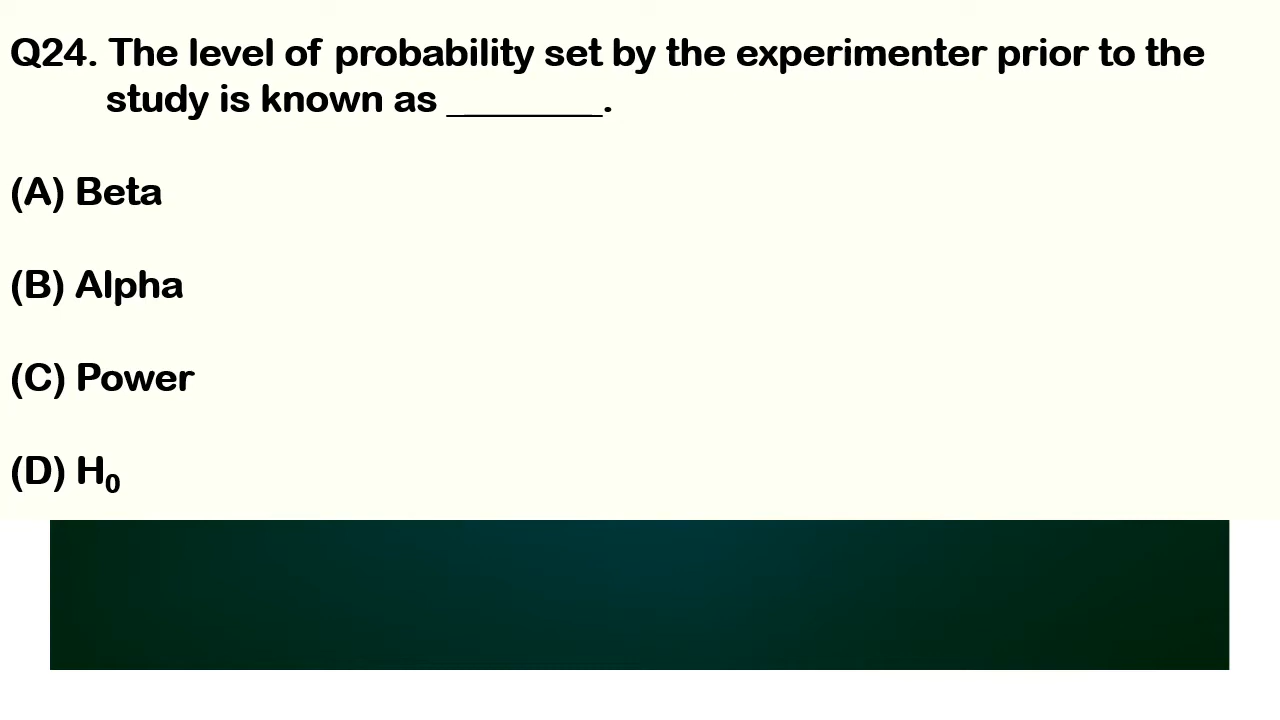 Q24. The level of probability set by the experimenter prior to the
study is known as ________.
(A) Beta
(B) Alpha
(C) Power
(D) H₀